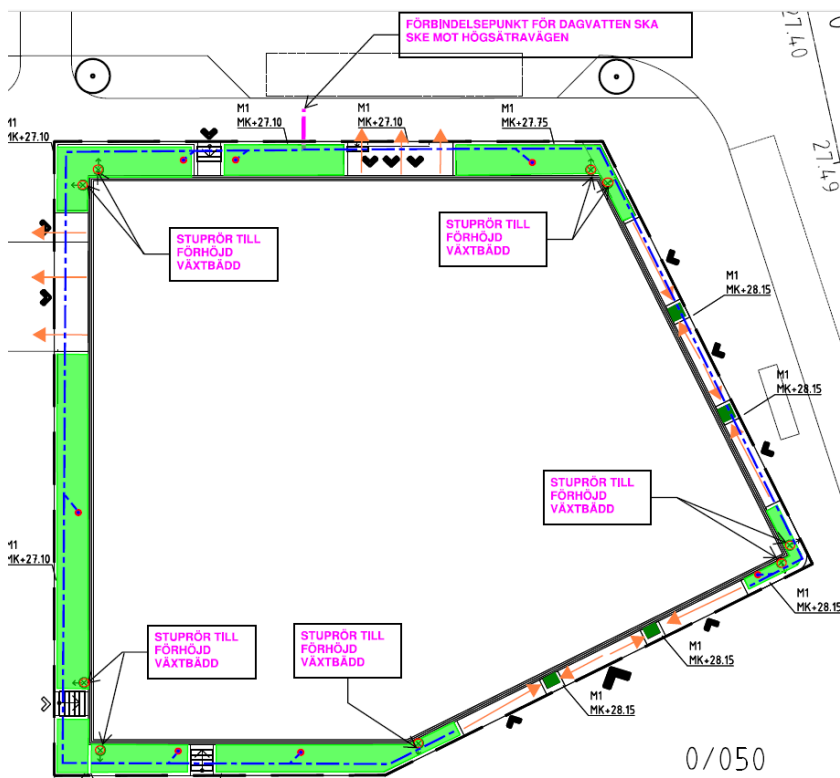 FÖRBINDELSEPUNKT FÖR DAGVATTEN SKA
SKE MOT HÖGSÄTRAVÄGEN
27.40
M1
MK+27.10
M1
MK+27.10
M1
MK+27.10
M1
MK+27.75
27.49
STUPRÖR TILL
FÖRHÖJD
VÄXTBÄDD
STUPRÖR TILL
FÖRHÖJD
VÄXTBÄDD
M1
MK+28.15
M1
MK+28.15
STUPRÖR TILL
FÖRHÖJD
VÄXTBÄDD
M1
MK+27.10
M1
MK+28.15
STUPRÖR TILL
FÖRHÖJD
VÄXTBÄDD
STUPRÖR TILL
FÖRHÖJD
VÄXTBÄDD
M1
MK+28.15
M1
MK+28.15
0/050